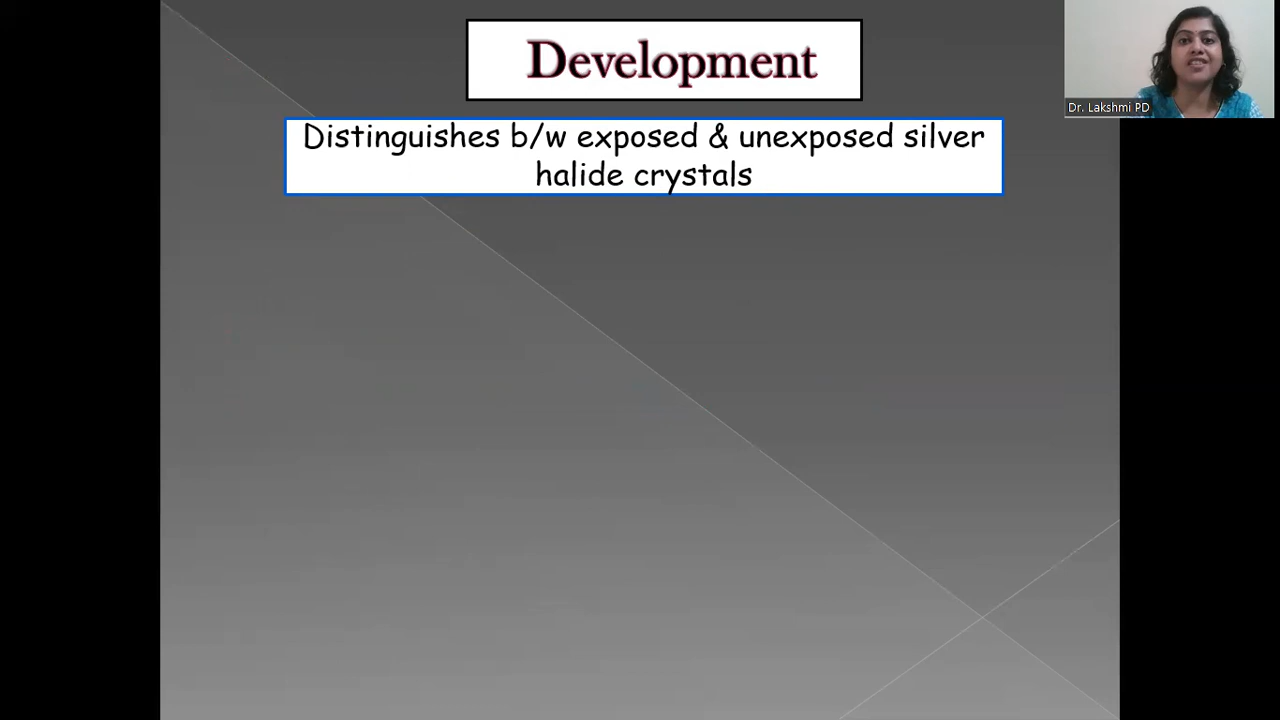 Development
Distinguishes b/w exposed & unexposed silver
halide crystals
Dr. Lakshmi PD